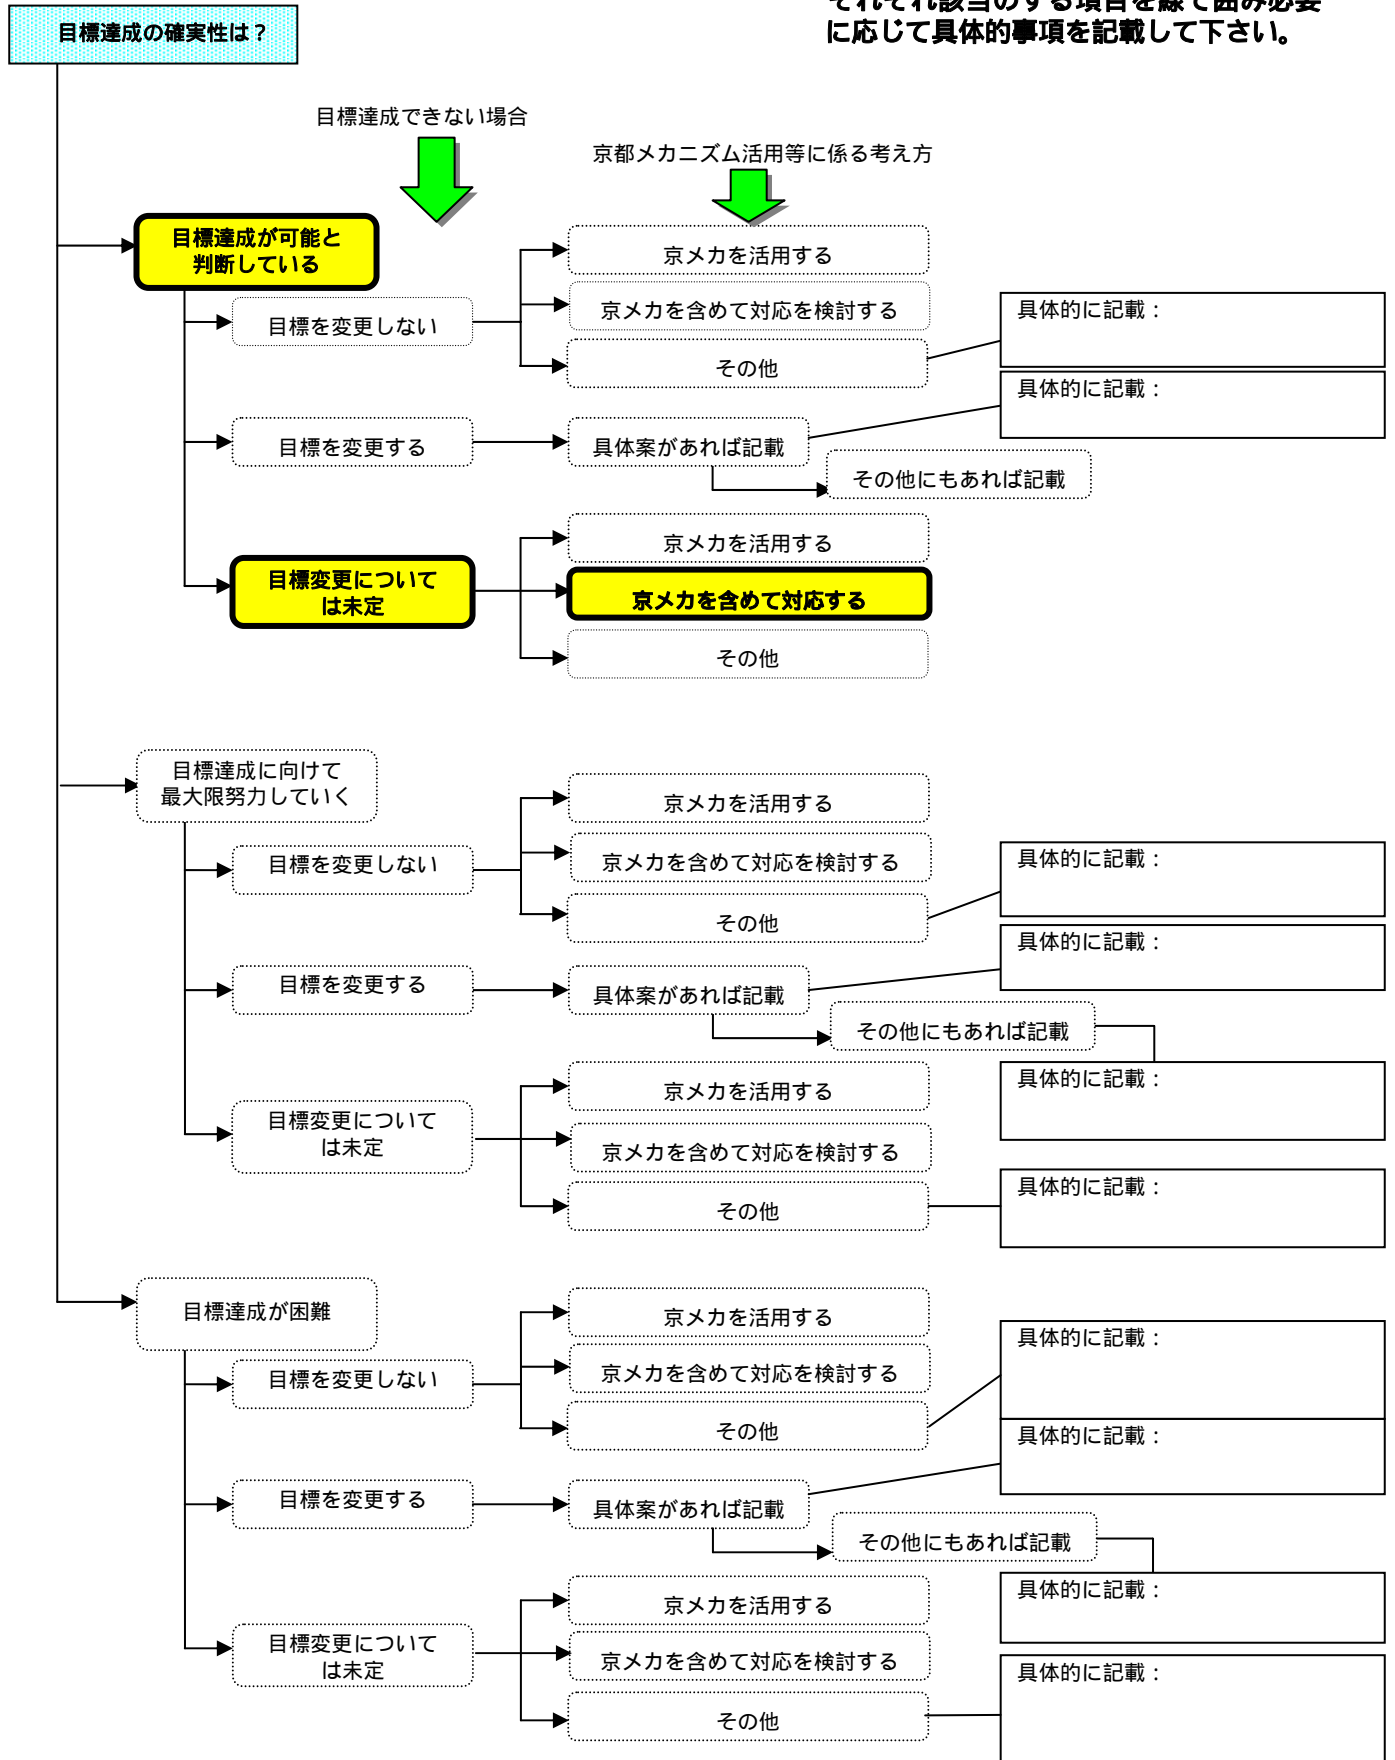 それぞれ該当のする項目を線で囲み必要
に応じて具体的事項を記載して下さい。
目標達成の確実性は？
目標達成できない場合
京都メカニズム活用等に係る考え方
目標達成が可能と
判断している
京メカを活用する
目標を変更しない
京メカを含めて対応を検討する
具体的に記載：
その他
具体的に記載：
目標を変更する
具体案があれば記載
その他にもあれば記載
京メカを活用する
目標変更について
は未定
京メカを含めて対応する
その他
目標達成に向けて
最大限努力していく
京メカを活用する
目標を変更しない
京メカを含めて対応を検討する
具体的に記載：
その他
具体的に記載：
目標を変更する
具体案があれば記載
その他にもあれば記載
具体的に記載：
京メカを活用する
目標変更について
は未定
京メカを含めて対応を検討する
具体的に記載：
その他
目標達成が困難
京メカを活用する
具体的に記載：
目標を変更しない
京メカを含めて対応を検討する
その他
具体的に記載：
目標を変更する
具体案があれば記載
その他にもあれば記載
具体的に記載：
京メカを活用する
目標変更について
は未定
京メカを含めて対応を検討する
具体的に記載：
その他